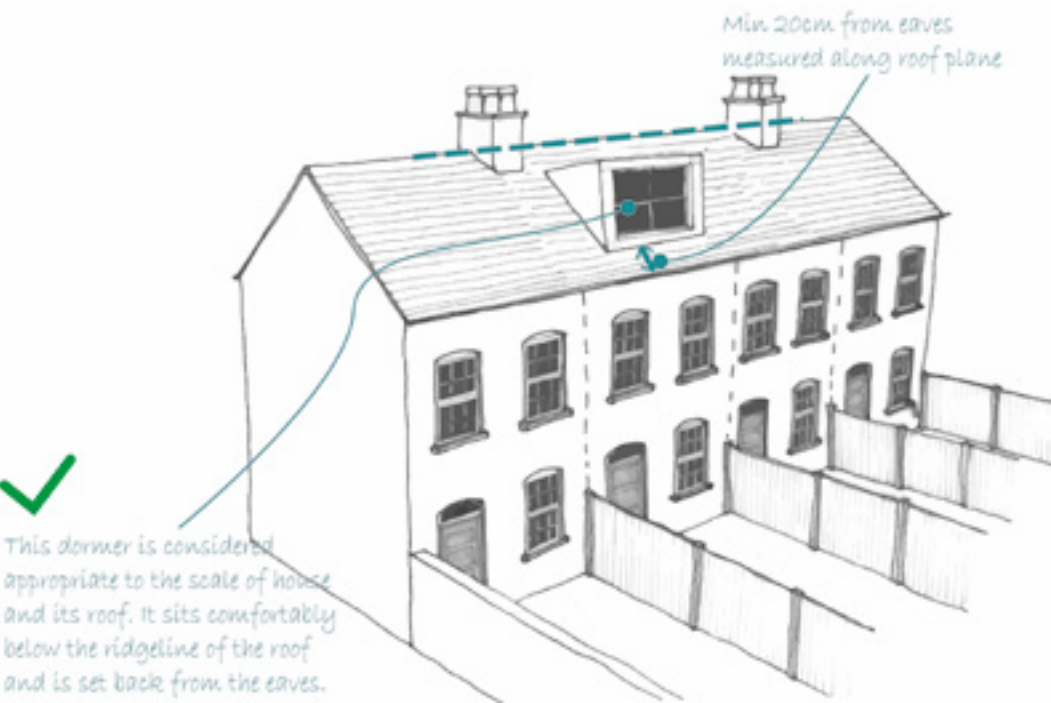 Min 20cm from eaves
measured along roof plane
This dormer is considered
appropriate to the scale of house
and its roof. It sits comfortably
below the ridgeline of the roof
and is set back from the eaves.